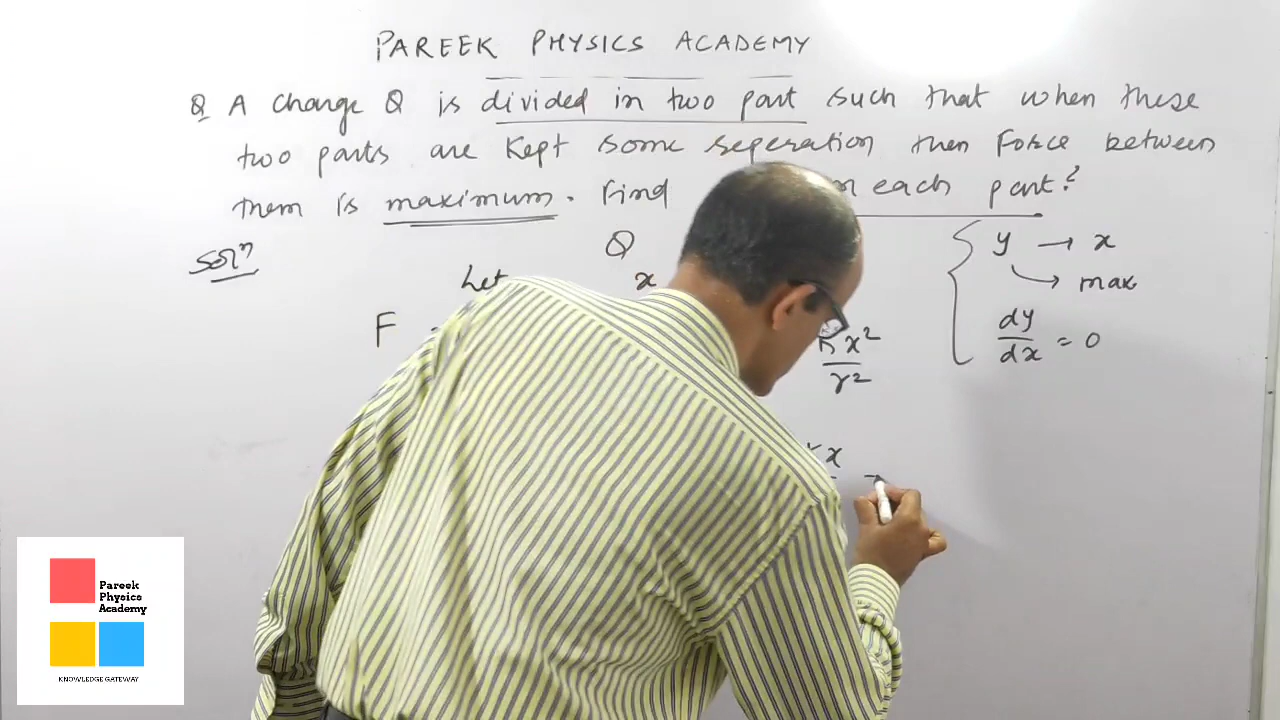 PAREEK PHYSICS ACADEMY
Q A change Q is divided in two part such that when these
two parts are kept some seperation then Force between
them is maximum. Find each part?
Solⁿ
Q
Let x
F
k x²
r²
x
y → x
→ max
dy
dx = 0
Pareek
Physics
Academy
KNOWLEDGE GATEWAY